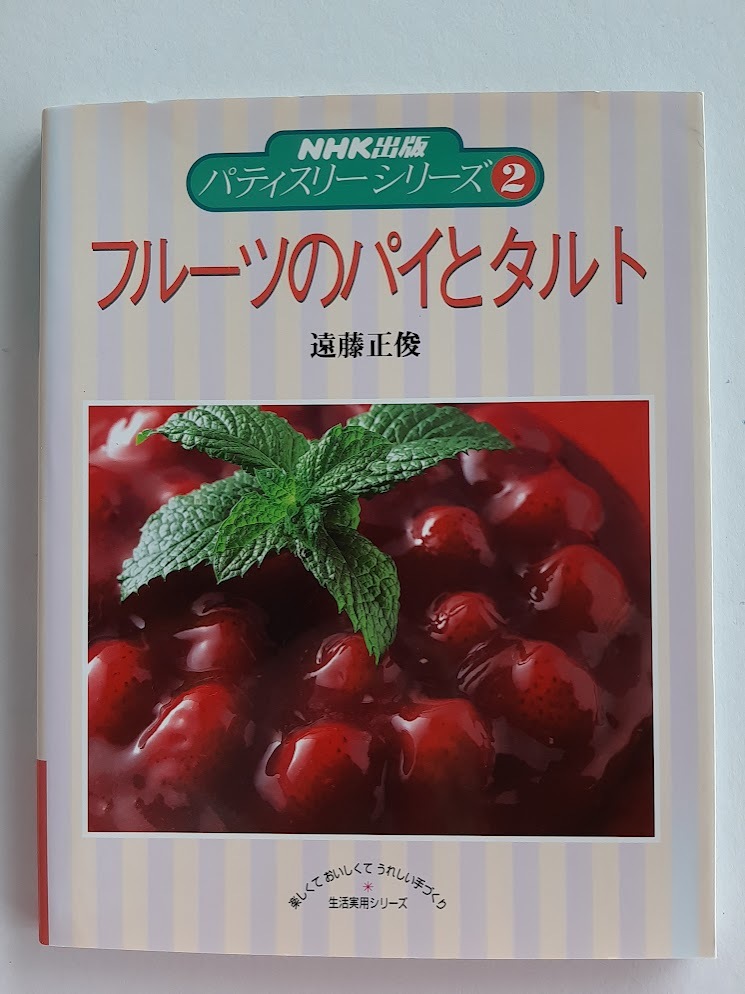 NHK出版
パティスリーシリーズ2
フルーツのパイとタルト
遠藤正俊
楽しくておいしくてうれしい手づくり
*
生活実用シリーズ